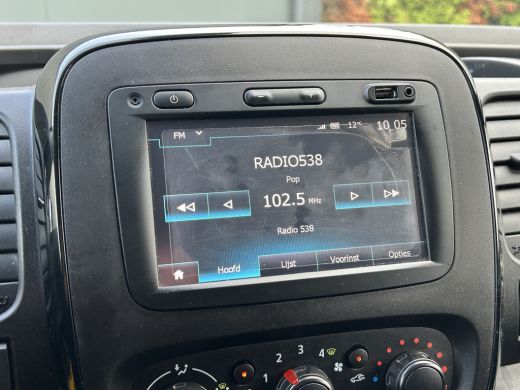 FM 12° 10 05
RADIO538
Pop
102.5 MHz
Radio 538
Hoofd Lijst Voorinst Opties
1 2 3 4